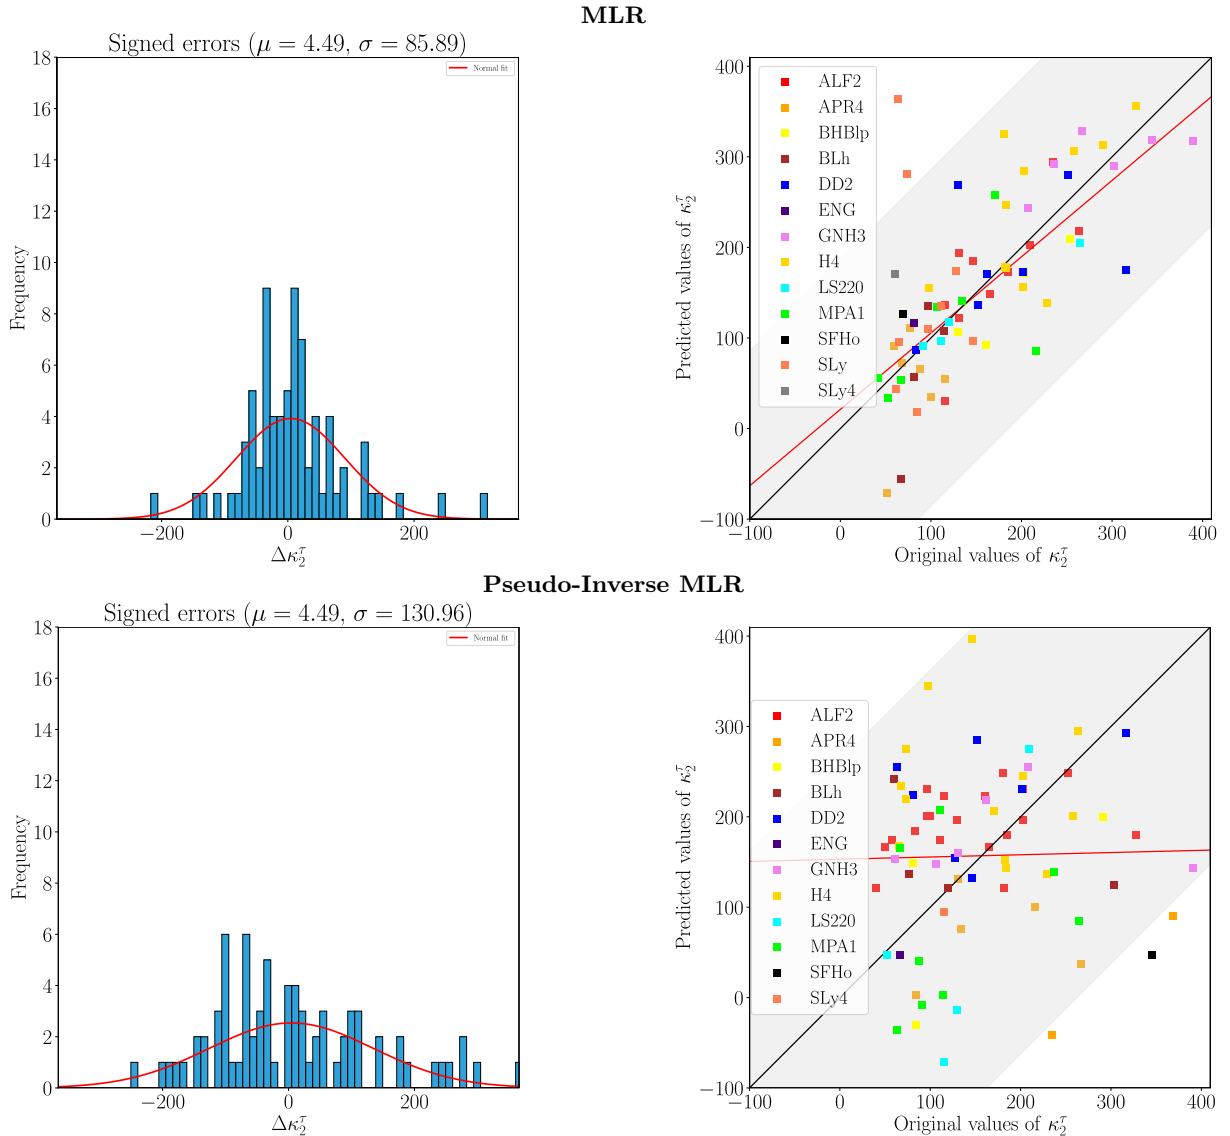 MLR
Signed errors (μ = 4.49, σ = 85.89)
Normal fit
18
16
14
12
10
8
6
4
2
0
Frequency
−200
0
200
Δκ₂^τ
400
300
200
100
0
−100
Predicted values of κ₂^τ
ALF2
APR4
BHBlp
BLh
DD2
ENG
GNH3
H4
LS220
MPA1
SFHo
SLy
SLy4
−100
0
100
200
300
400
Original values of κ₂^τ
Pseudo-Inverse MLR
Signed errors (μ = 4.49, σ = 130.96)
Normal fit
18
16
14
12
10
8
6
4
2
0
Frequency
−200
0
200
Δκ₂^τ
400
300
200
100
0
−100
Predicted values of κ₂^τ
ALF2
APR4
BHBlp
BLh
DD2
ENG
GNH3
H4
LS220
MPA1
SFHo
SLy4
−100
0
100
200
300
400
Original values of κ₂^τ